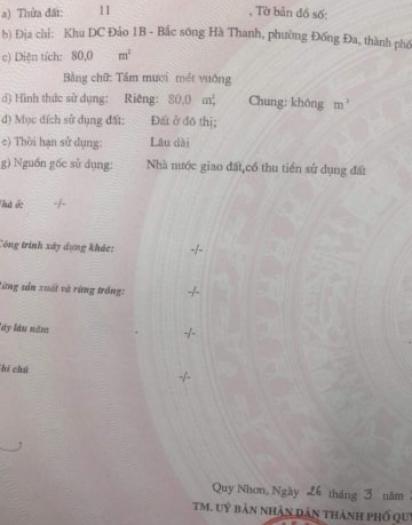 a) Thửa đất: 11 , Tờ bản đồ số:
b) Địa chỉ: Khu DC Đảo 1B - Bắc sông Hà Thanh, phường Đống Đa, thành phố
c) Diện tích: 80,0 m²
Bằng chữ: Tám mươi mét vuông
d) Hình thức sử dụng: Riêng: 80,0 m², Chung: không m²
đ) Mục đích sử dụng đất: Đất ở đô thị;
e) Thời hạn sử dụng: Lâu dài
g) Nguồn gốc sử dụng: Nhà nước giao đất,có thu tiền sử dụng đất
Nhà ở: -/-
Công trình xây dựng khác: -/-
Rừng sản xuất và rừng trồng: -/-
ây lâu năm -/-
hi chú -/-
Quy Nhơn, Ngày 26 tháng 3 năm
TM. UỶ BAN NHÂN DÂN THÀNH PHỐ QUY